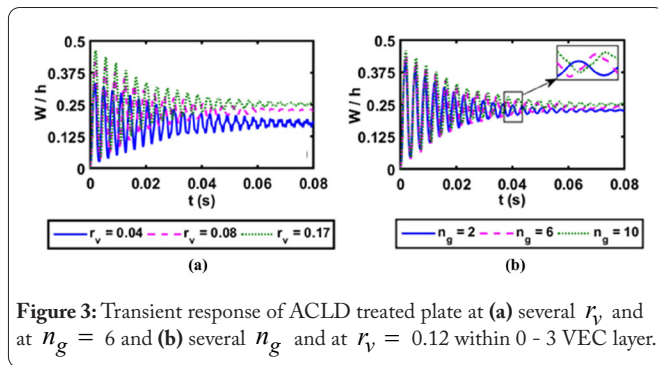 0.5
0.375
0.25
0.125
0
W / h
0 0.02 0.04 0.06 0.08
t (s)
r_v = 0.04 r_v = 0.08 r_v = 0.17
(a)
0.5
0.375
0.25
0.125
0
W / h
0 0.02 0.04 0.06 0.08
t (s)
n_g = 2 n_g = 6 n_g = 10
(b)
Figure 3: Transient response of ACLD treated plate at (a) several r_v and
at n_g = 6 and (b) several n_g and at r_v = 0.12 within 0 - 3 VEC layer.